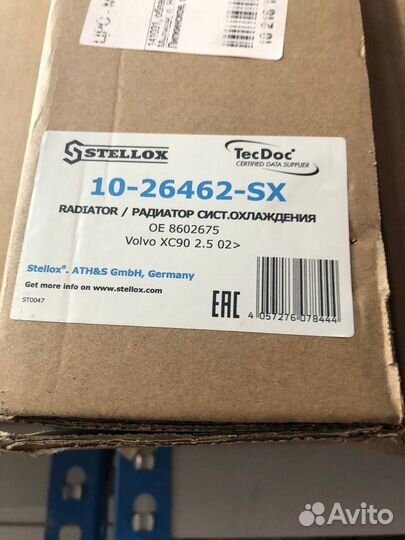 STELLOX
TecDoc
CERTIFIED DATA SUPPLIER
10-26462-SX
RADIATOR / РАДИАТОР СИСТ.ОХЛАЖДЕНИЯ
OE 8602675
Volvo XC90 2.5 02>
Stellox®. ATH&S GmbH, Germany
Get more info on www.stellox.com
ST0047
EAC
4 057276 078444
Avito